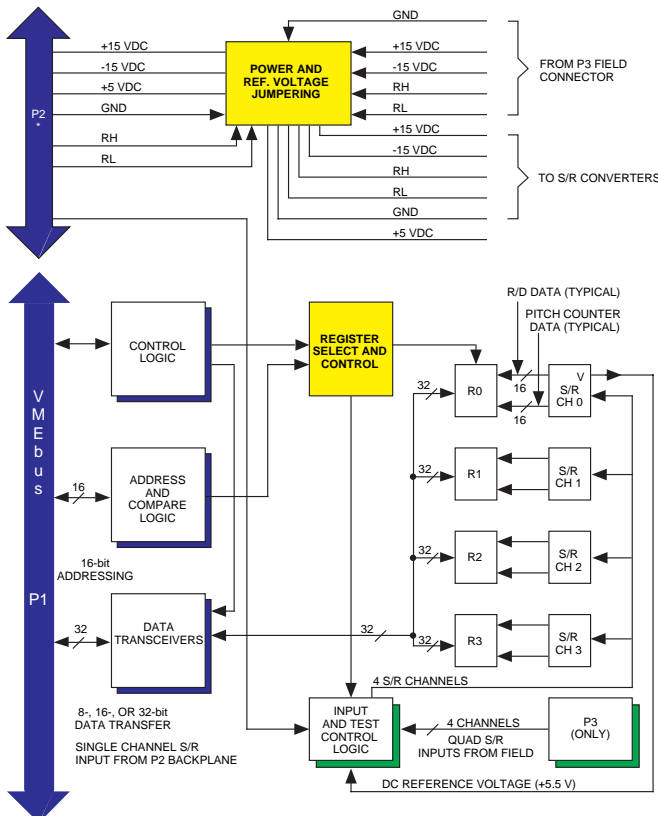 GND
+15 VDC
-15 VDC
+5 VDC
GND
RH
RL
P2
*
POWER AND
REF. VOLTAGE
JUMPERING
+15 VDC
-15 VDC
RH
RL
FROM P3 FIELD
CONNECTOR
+15 VDC
-15 VDC
RH
RL
GND
+5 VDC
TO S/R CONVERTERS
VMEbus
P1
CONTROL
LOGIC
REGISTER
SELECT AND
CONTROL
R/D DATA (TYPICAL)
PITCH COUNTER
DATA (TYPICAL)
32
R0
16
16
V
S/R
CH 0
16
ADDRESS
AND
COMPARE
LOGIC
16-bit
ADDRESSING
32
R1
S/R
CH 1
32
R2
S/R
CH 2
32
DATA
TRANSCEIVERS
32
32
R3
S/R
CH 3
8-, 16-, OR 32-bit
DATA TRANSFER
SINGLE CHANNEL S/R
INPUT FROM P2 BACKPLANE
4 S/R CHANNELS
INPUT
AND TEST
CONTROL
LOGIC
4 CHANNELS
QUAD S/R
INPUTS FROM FIELD
P3
(ONLY)
DC REFERENCE VOLTAGE (+5.5 V)